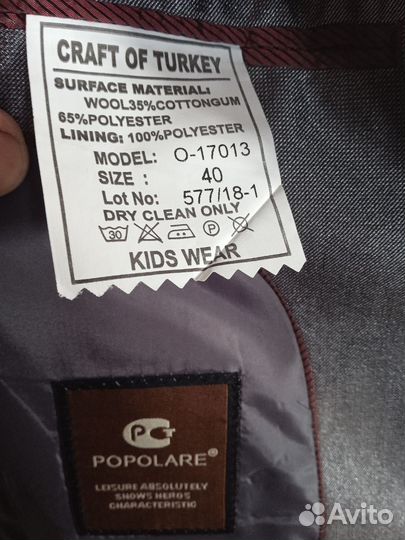 CRAFT OF TURKEY
SURFACE MATERIAL:
WOOL35%COTTONGUM
65%POLYESTER
LINING: 100%POLYESTER
MODEL: O-17013
SIZE : 40
Lot No: 577/18-1
DRY CLEAN ONLY
30 P
KIDS WEAR
POPOLARE®
LEISURE ABSOLUTELY
SHOWS HERO'S
CHARACTERISTIC
Avito